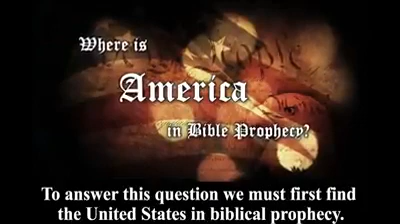 Where is
America
in Bible Prophecy?
To answer this question we must first find
the United States in biblical prophecy.